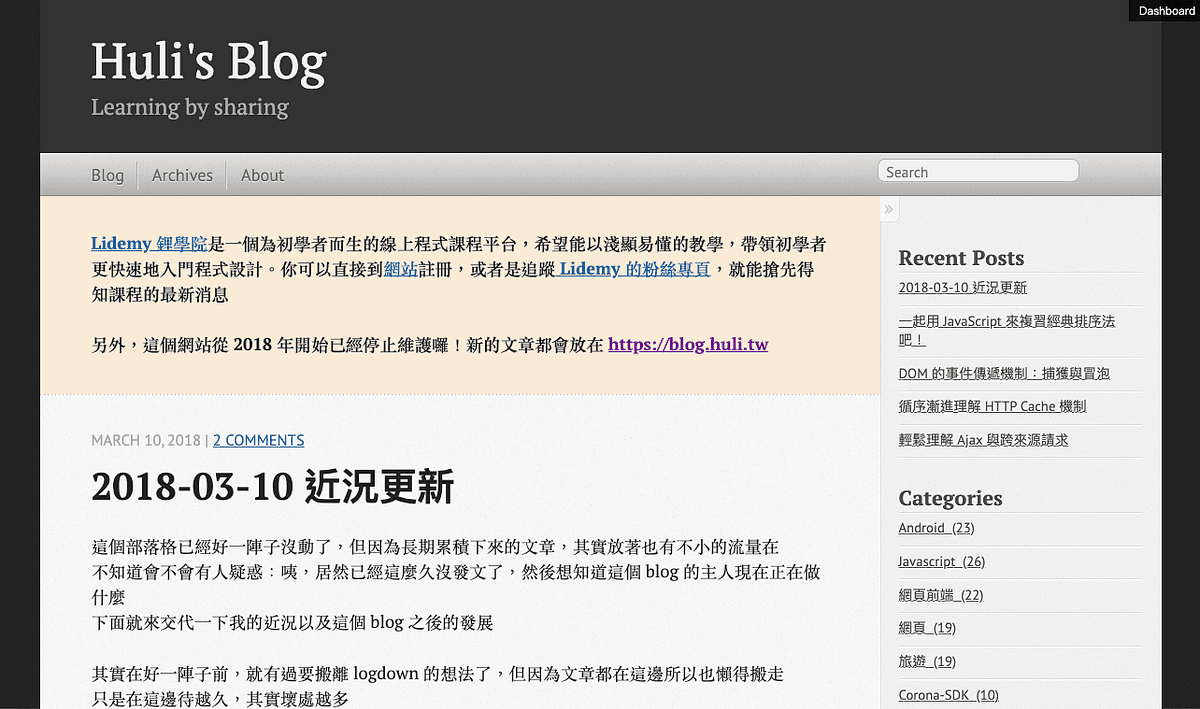 Dashboard
Huli's Blog
Learning by sharing
Blog
Archives
About
Search
Lidemy 鋰學院是一個為初學者而生的線上程式課程平台，希望能以淺顯易懂的教學，帶領初學者
更快速地入門程式設計。你可以直接到網站註冊，或者是追蹤 Lidemy 的粉絲專頁，就能搶先得
知課程的最新消息
另外，這個網站從 2018 年開始已經停止維護囉！新的文章都會放在 https://blog.huli.tw
MARCH 10, 2018 | 2 COMMENTS
2018-03-10 近況更新
這個部落格已經好一陣子沒動了，但因為長期累積下來的文章，其實放著也有不小的流量在
不知道會不會有人疑惑：咦，居然已經這麼久沒發文了，然後想知道這個 blog 的主人現在正在做
什麼
下面就來交代一下我的近況以及這個 blog 之後的發展
其實在好一陣子前，就有過要搬離 logdown 的想法了，但因為文章都在這邊所以也懶得搬走
只是在這邊待越久，其實壞處越多
»
Recent Posts
2018-03-10 近況更新
一起用 JavaScript 來複習經典排序法
吧！
DOM 的事件傳遞機制：捕獲與冒泡
循序漸進理解 HTTP Cache 機制
輕鬆理解 Ajax 與跨來源請求
Categories
Android (23)
Javascript (26)
網頁前端 (22)
網頁 (19)
旅遊 (19)
Corona-SDK (10)